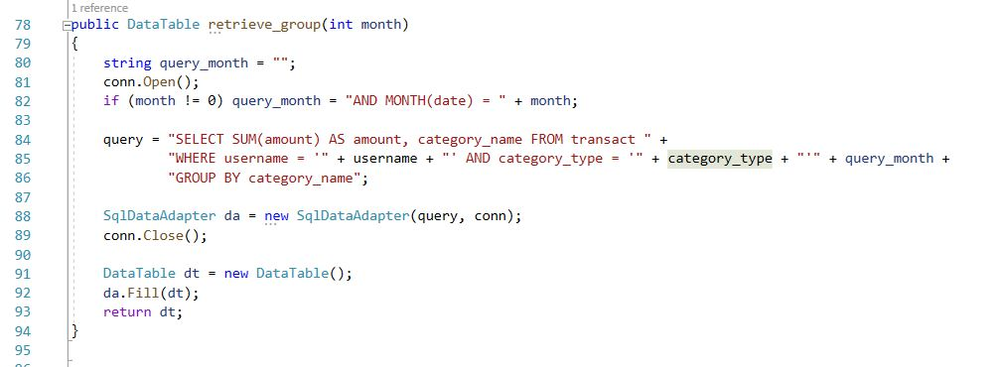 1 reference
78 public DataTable retrieve_group(int month)
79 {
80 string query_month = "";
81 conn.Open();
82 if (month != 0) query_month = "AND MONTH(date) = " + month;
83
84 query = "SELECT SUM(amount) AS amount, category_name FROM transact " +
85 "WHERE username = '" + username + "' AND category_type = '" + category_type + "'" + query_month +
86 "GROUP BY category_name";
87
88 SqlDataAdapter da = new SqlDataAdapter(query, conn);
89 conn.Close();
90
91 DataTable dt = new DataTable();
92 da.Fill(dt);
93 return dt;
94 }
95